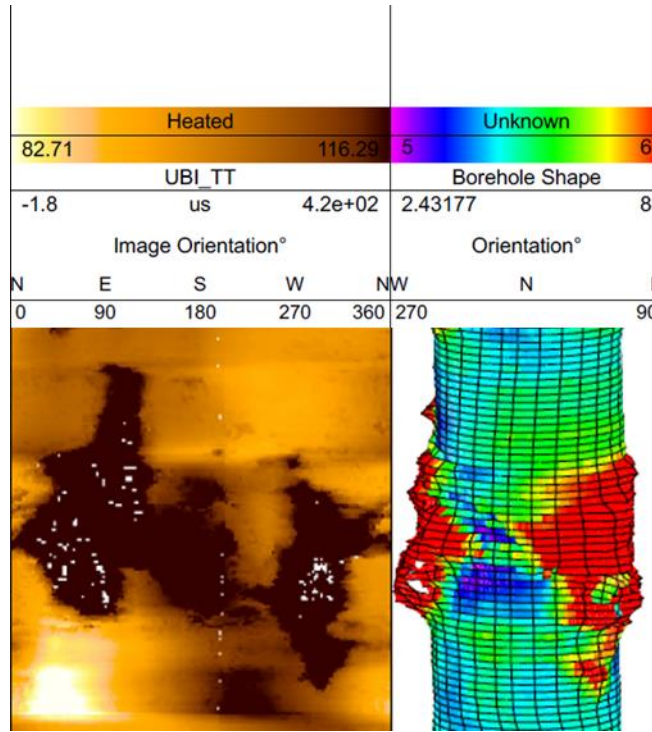 Heated Unknown
82.71 116.29 5 6
UBI_TT Borehole Shape
-1.8 us 4.2e+02 2.43177 8
Image Orientation° Orientation°
N E S W N W N
0 90 180 270 360 270 90